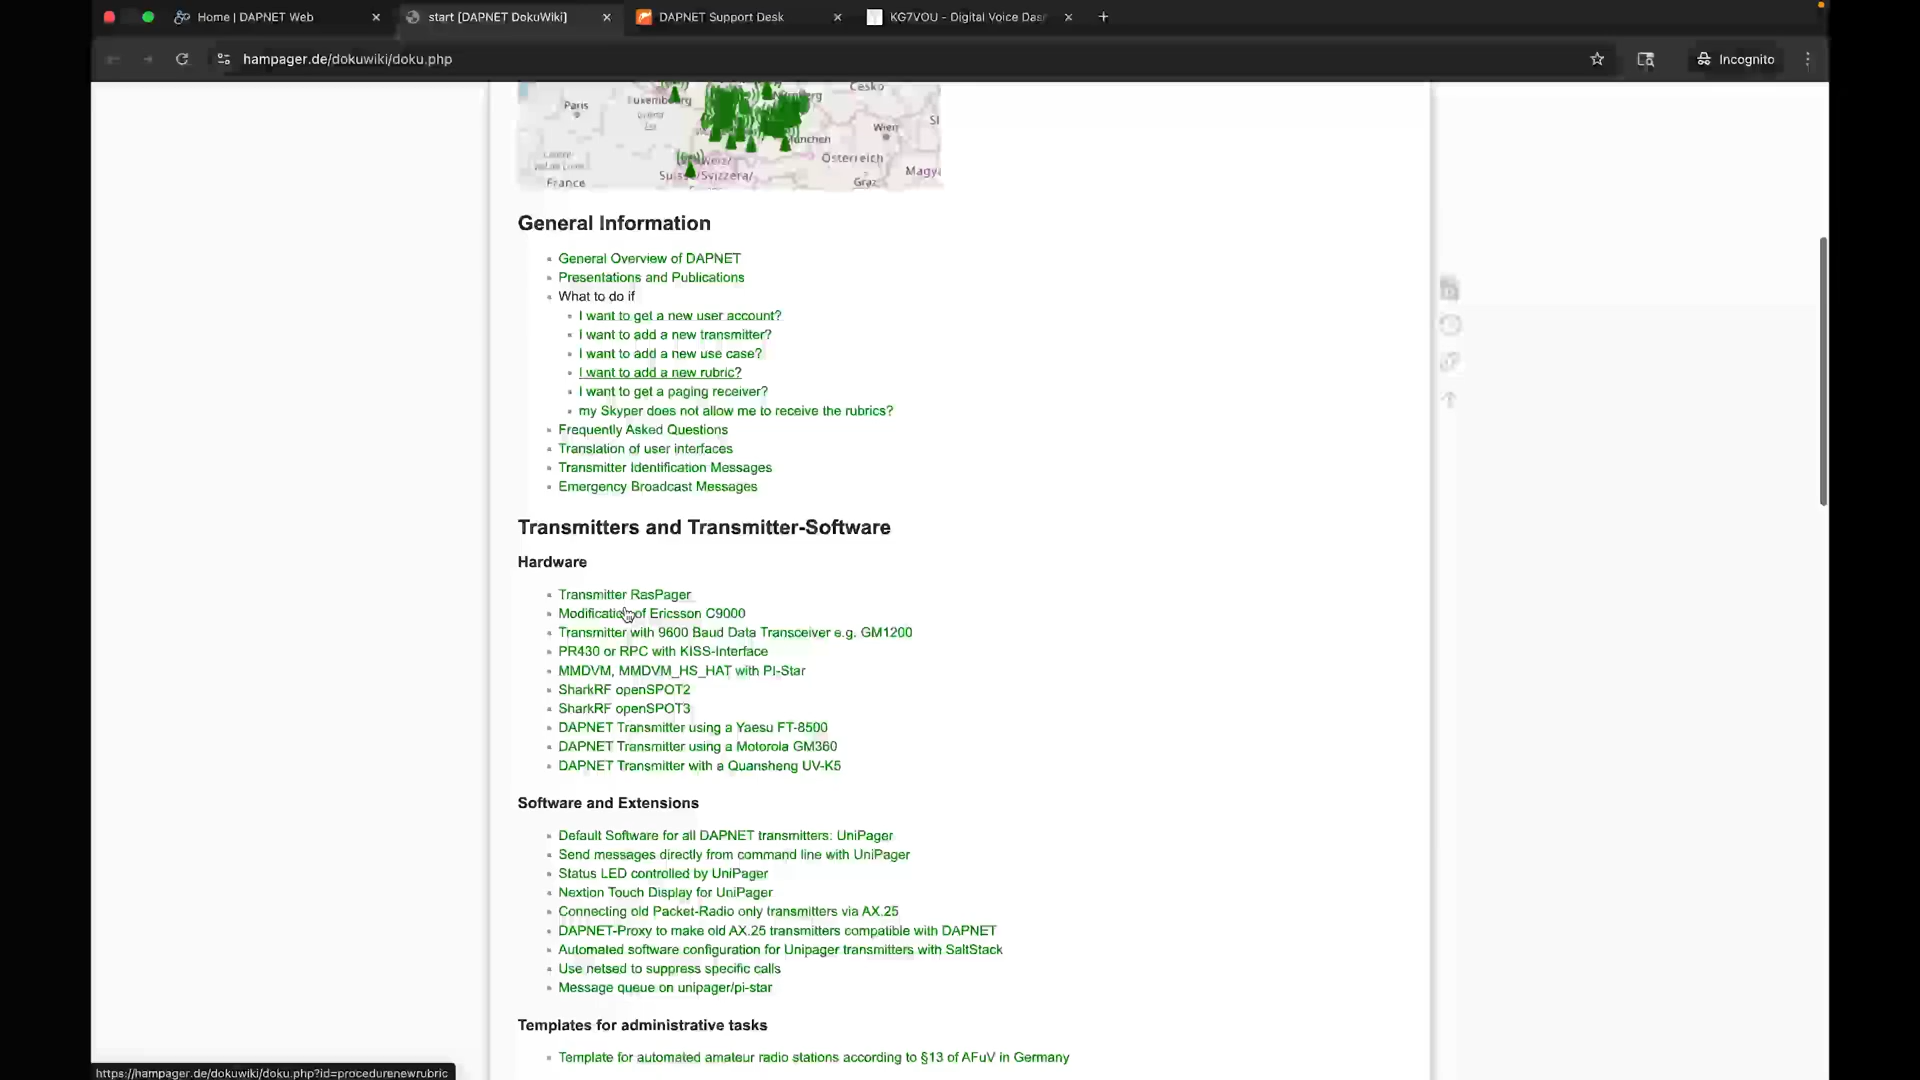 Home | DAPNET Web
start [DAPNET DokuWiki]
DAPNET Support Desk
KG7VOU - Digital Voice Das
hampager.de/dokuwiki/doku.php
Incognito
Paris
Luxembourg
Nürnberg
Česko
München
Wien
Österreich
France
Suisse/Svizzera/
Graz
General Information
General Overview of DAPNET
Presentations and Publications
What to do if
I want to get a new user account?
I want to add a new transmitter?
I want to add a new use case?
I want to add a new rubric?
I want to get a paging receiver?
my Skyper does not allow me to receive the rubrics?
Frequently Asked Questions
Translation of user interfaces
Transmitter Identification Messages
Emergency Broadcast Messages
Transmitters and Transmitter-Software
Hardware
Transmitter RasPager
Modification of Ericsson C9000
Transmitter with 9600 Baud Data Transceiver e.g. GM1200
PR430 or RPC with KISS-Interface
MMDVM, MMDVM_HS_HAT with PI-Star
SharkRF openSPOT2
SharkRF openSPOT3
DAPNET Transmitter using a Yaesu FT-8500
DAPNET Transmitter using a Motorola GM360
DAPNET Transmitter with a Quansheng UV-K5
Software and Extensions
Default Software for all DAPNET transmitters: UniPager
Send messages directly from command line with UniPager
Status LED controlled by UniPager
Nextion Touch Display for UniPager
Connecting old Packet-Radio only transmitters via AX.25
DAPNET-Proxy to make old AX.25 transmitters compatible with DAPNET
Automated software configuration for Unipager transmitters with SaltStack
Use netsed to suppress specific calls
Message queue on unipager/pi-star
Templates for administrative tasks
Template for automated amateur radio stations according to §13 of AFuV in Germany
https://hampager.de/dokuwiki/doku.php?id=procedurenewrubric